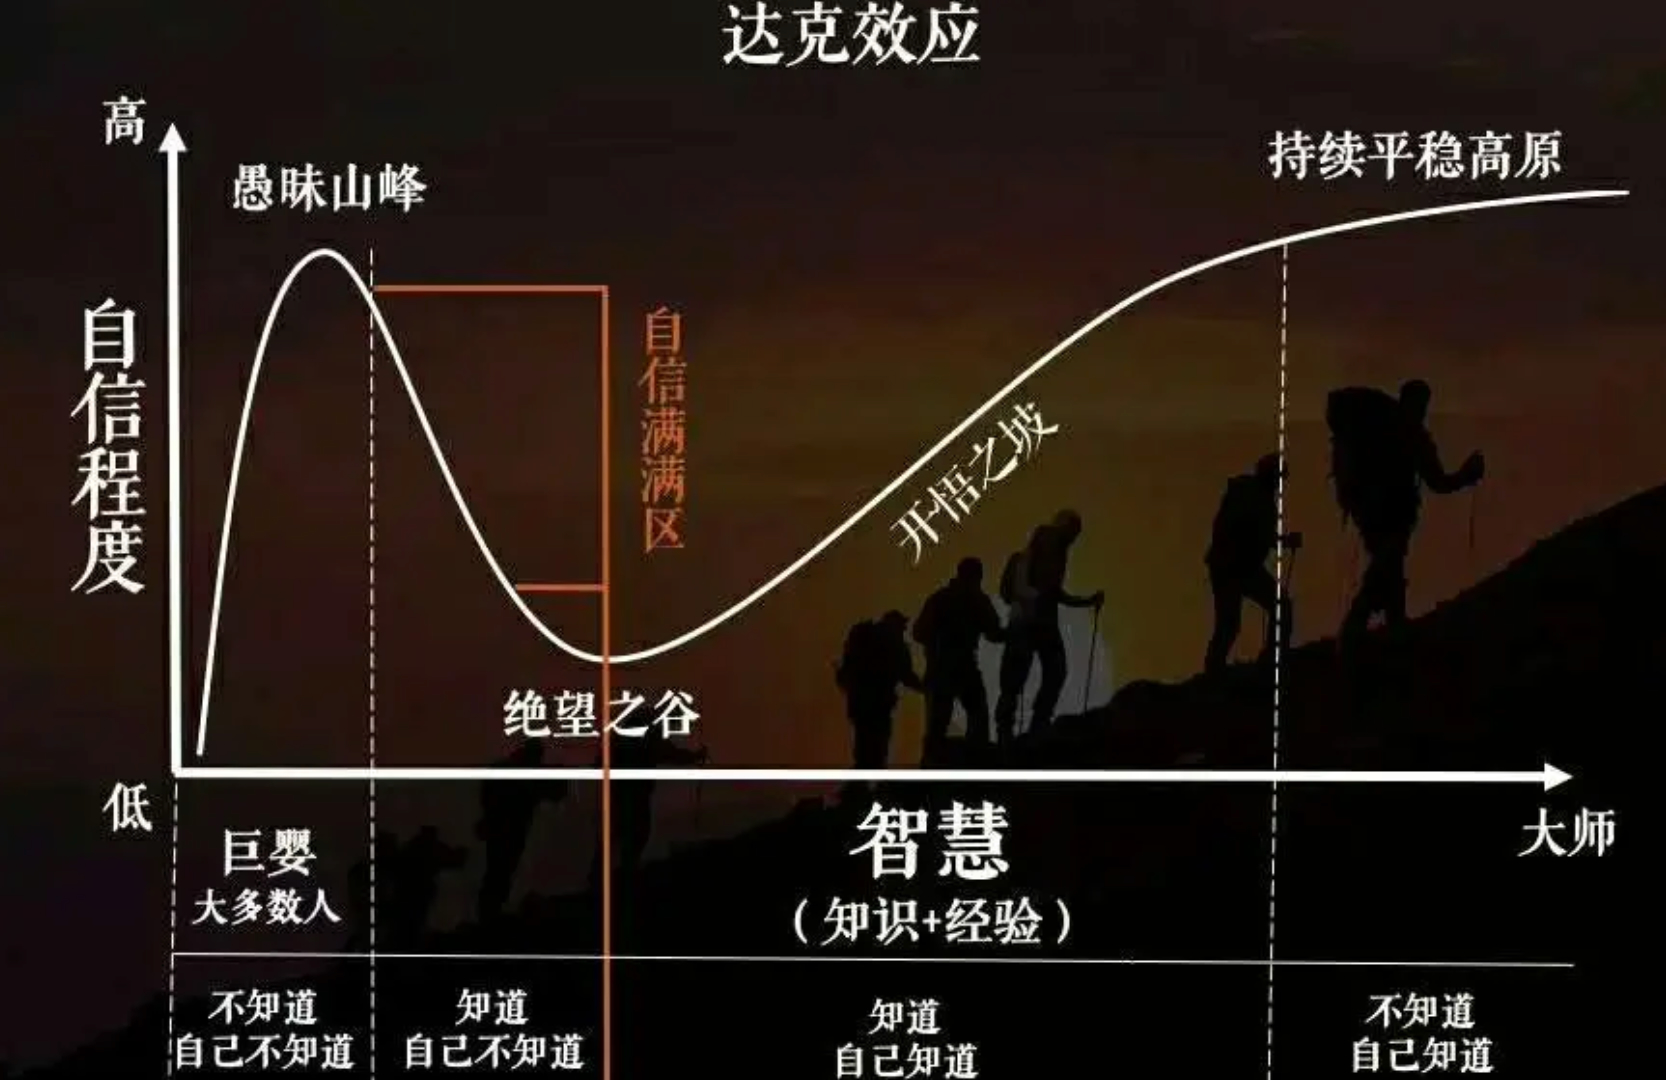 达克效应
高
愚昧山峰
持续平稳高原
自信程度
自信满满区
开悟之坡
绝望之谷
低
大师
巨婴
大多数人
智慧
（知识+经验）
不知道
自己不知道
知道
自己不知道
知道
自己知道
不知道
自己知道